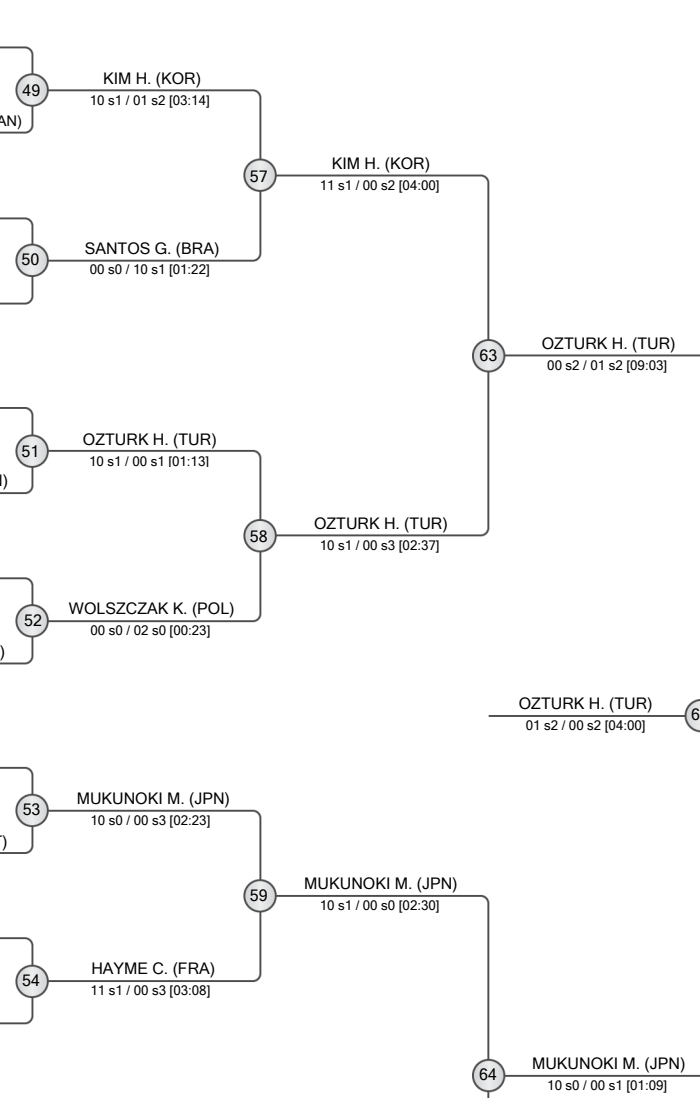 KIM H. (KOR)
49
10 s1 / 01 s2 [03:14]
AN)
KIM H. (KOR)
57
11 s1 / 00 s2 [04:00]
SANTOS G. (BRA)
50
00 s0 / 10 s1 [01:22]
OZTURK H. (TUR)
63
00 s2 / 01 s2 [09:03]
OZTURK H. (TUR)
51
10 s1 / 00 s1 [01:13]
)
OZTURK H. (TUR)
58
10 s1 / 00 s3 [02:37]
WOLSZCZAK K. (POL)
52
00 s0 / 02 s0 [00:23]
)
OZTURK H. (TUR)
6
01 s2 / 00 s2 [04:00]
MUKUNOKI M. (JPN)
53
10 s0 / 00 s3 [02:23]
)
MUKUNOKI M. (JPN)
59
10 s1 / 00 s0 [02:30]
HAYME C. (FRA)
54
11 s1 / 00 s3 [03:08]
MUKUNOKI M. (JPN)
64
10 s0 / 00 s1 [01:09]